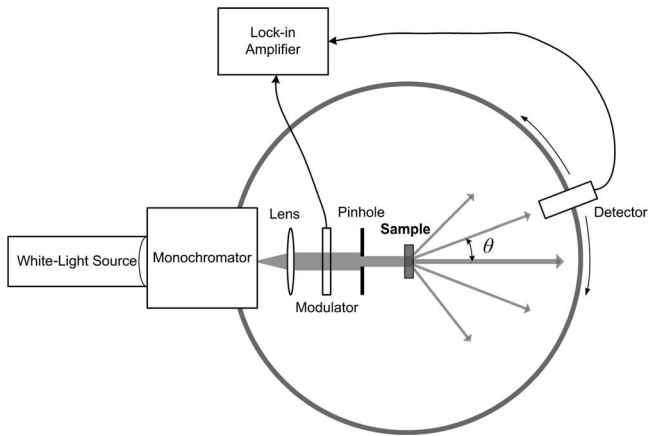 Lock-in
Amplifier
Lens
Pinhole
Sample
θ
Detector
White-Light Source
Monochromator
Modulator